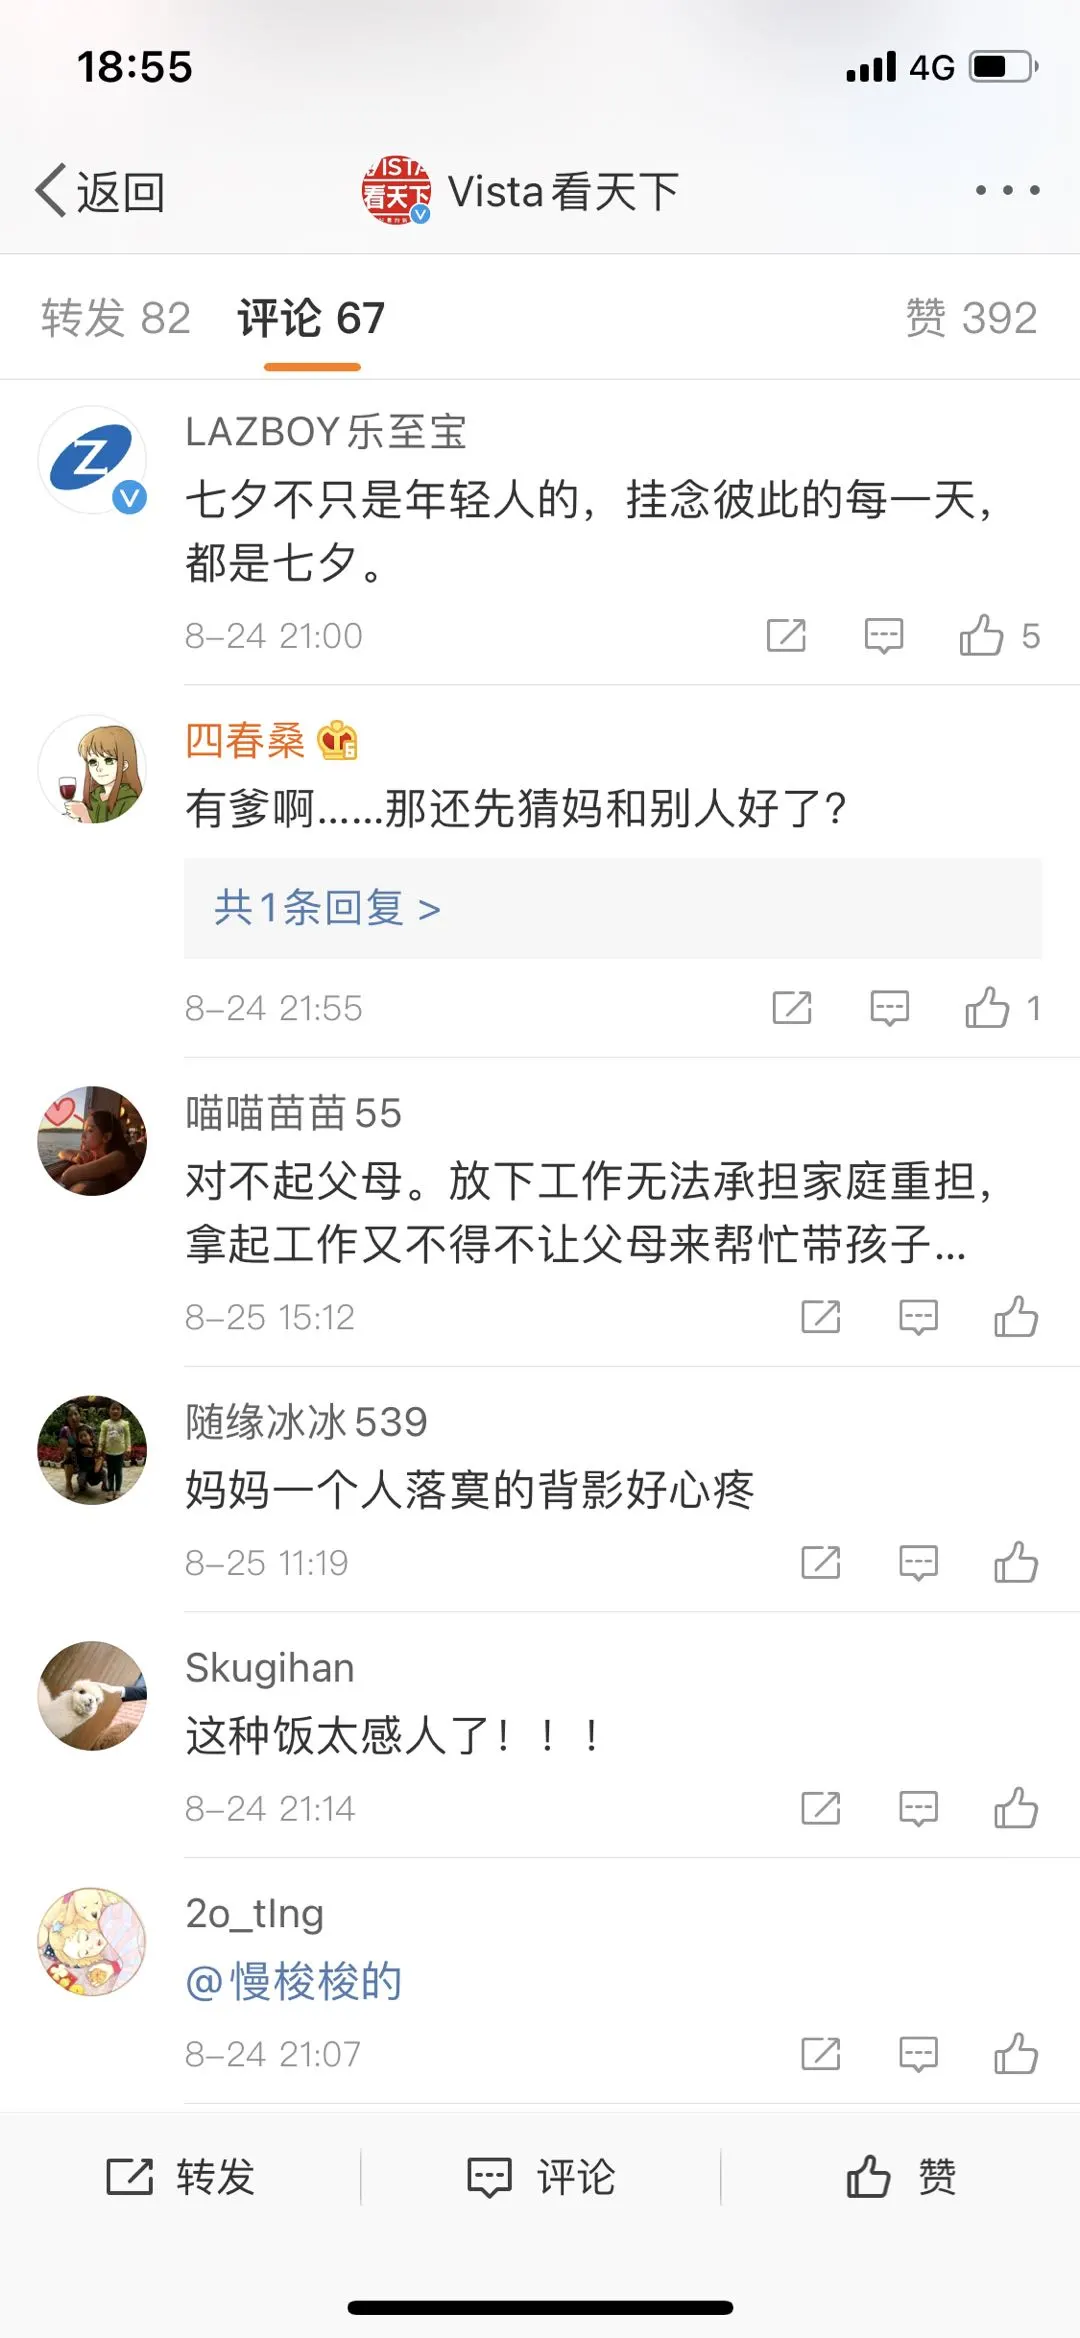 18:55
4G
返回
VISTA
看天下
Vista看天下
转发 82
评论 67
赞 392
LAZBOY乐至宝
七夕不只是年轻人的，挂念彼此的每一天，
都是七夕。
8-24 21:00
5
四春桑
有爹啊......那还先猜妈和别人好了?
共1条回复 >
8-24 21:55
1
喵喵苗苗55
对不起父母。放下工作无法承担家庭重担，
拿起工作又不得不让父母来帮忙带孩子...
8-25 15:12
随缘冰冰539
妈妈一个人落寞的背影好心疼
8-25 11:19
Skugihan
这种饭太感人了！！！
8-24 21:14
2o_tIng
@慢梭梭的
8-24 21:07
转发
评论
赞